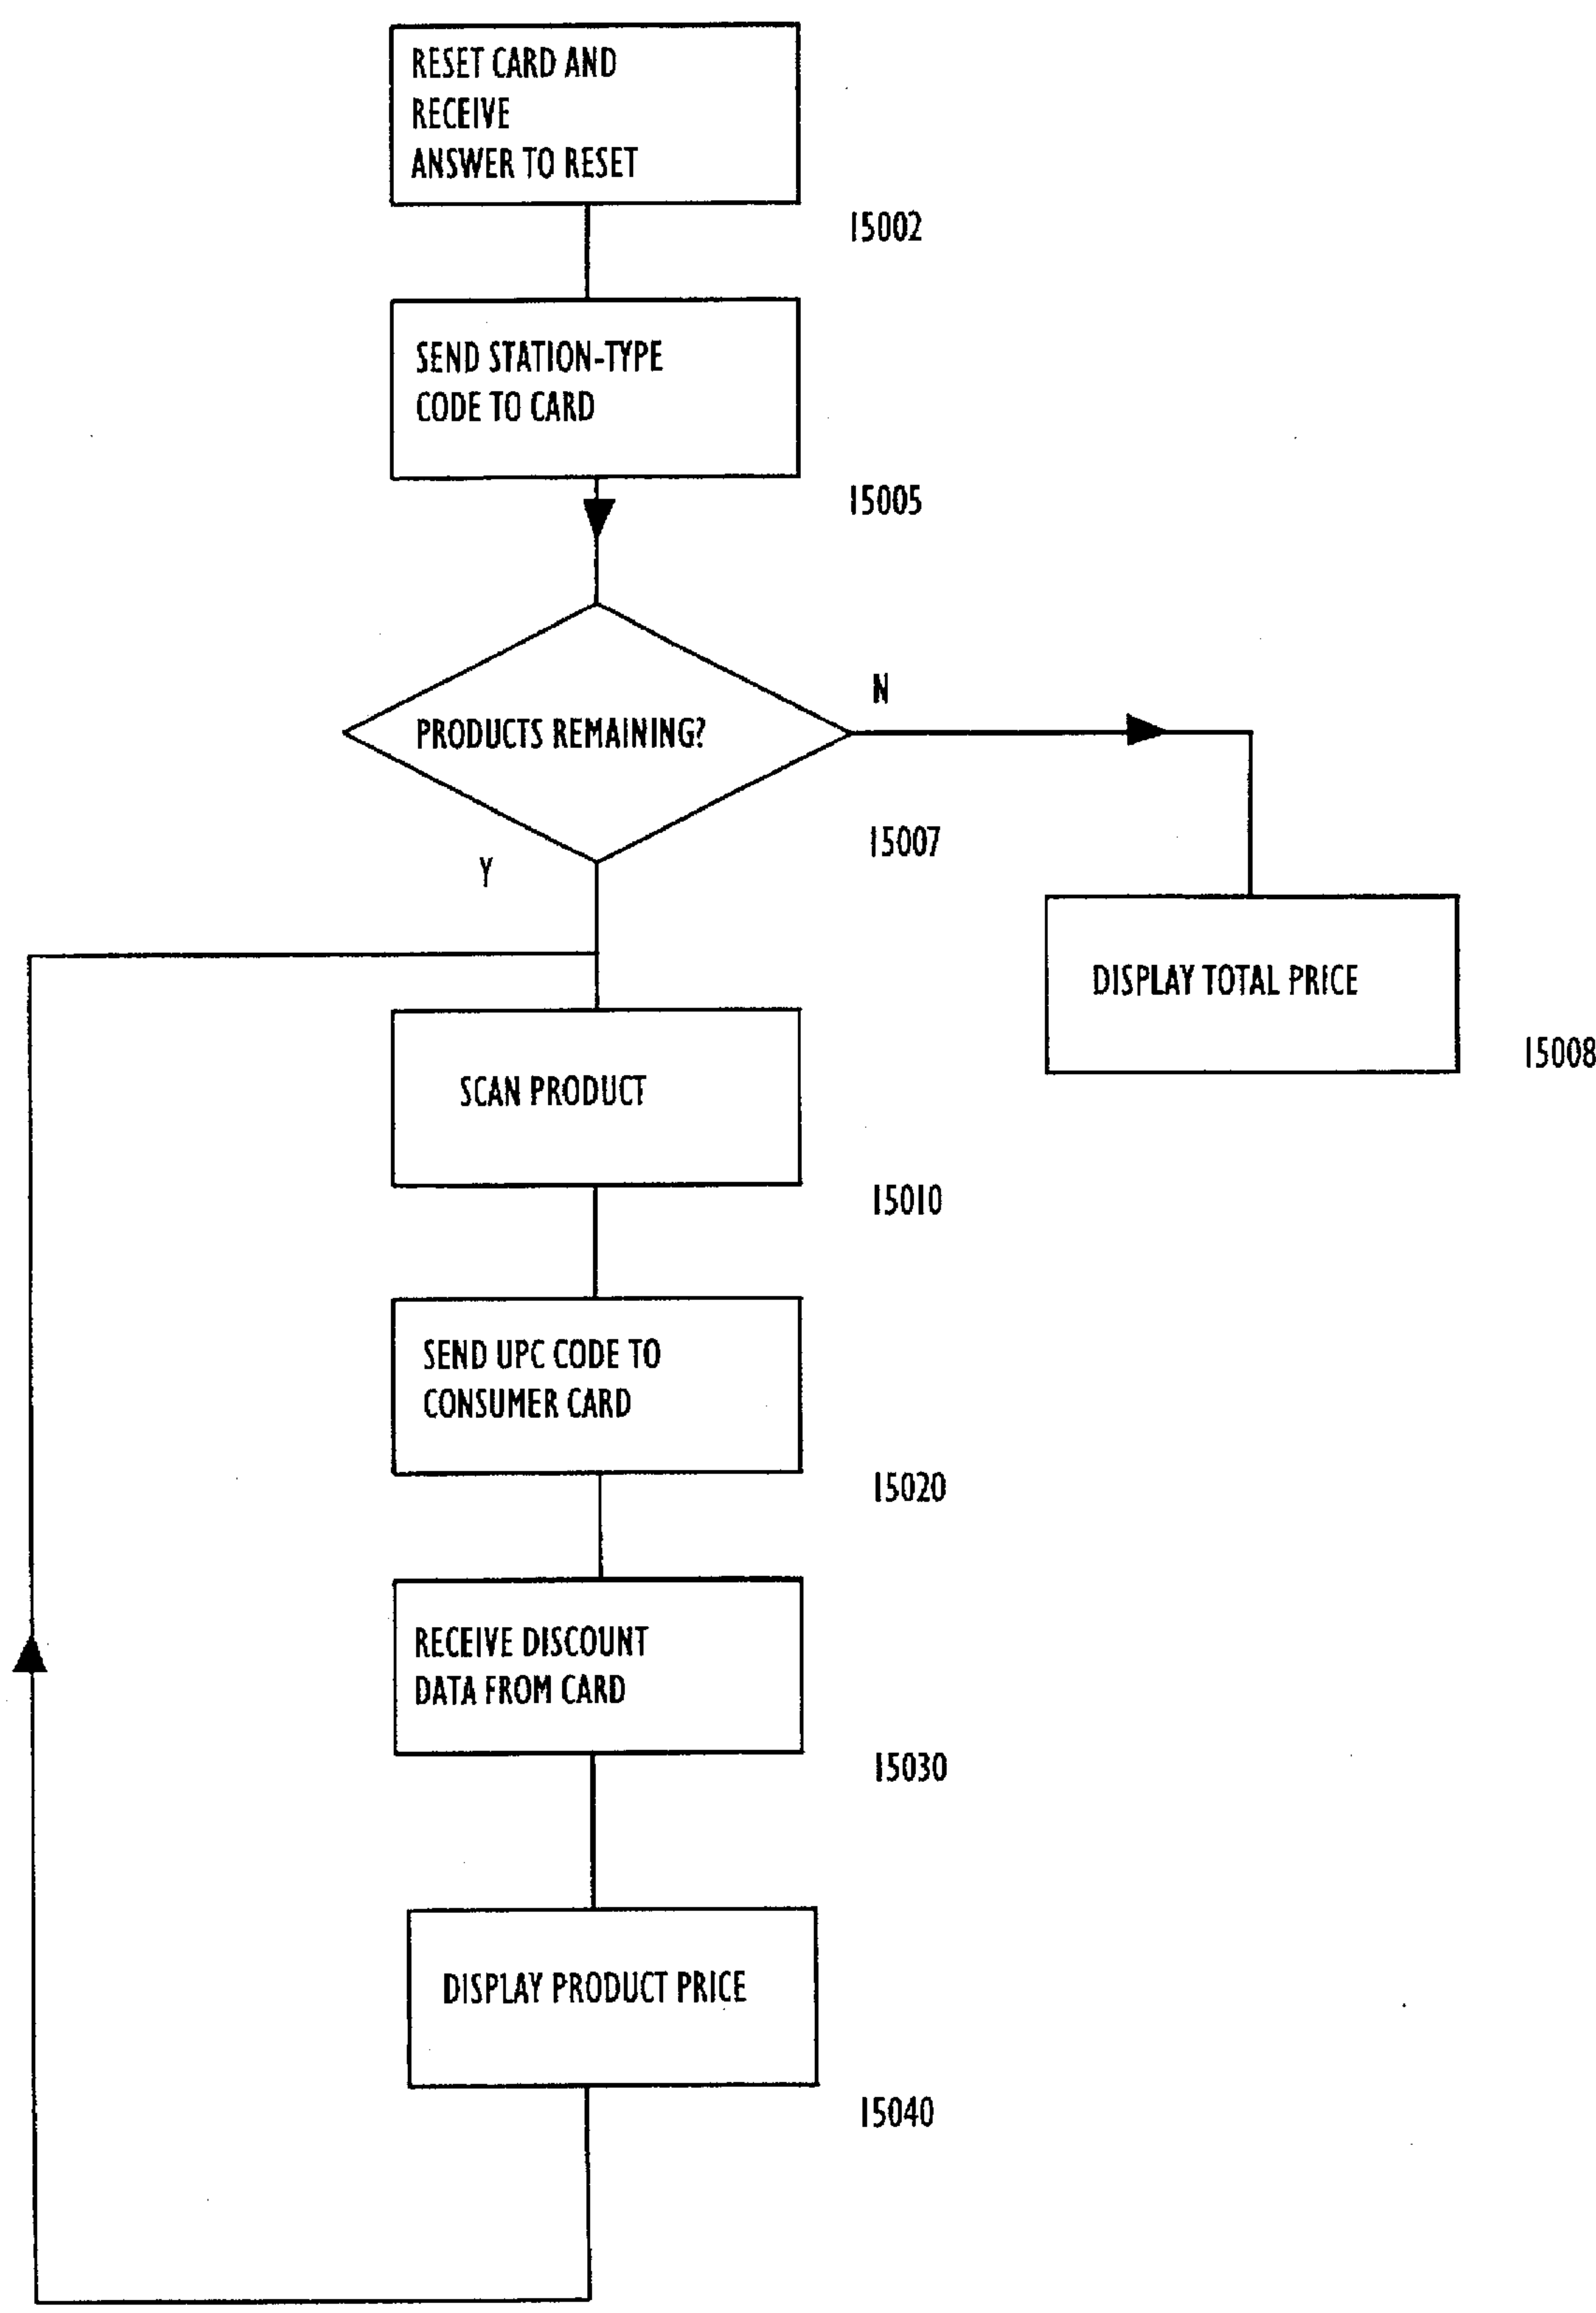 RESET CARD AND
RECEIVE
ANSWER TO RESET
15002
SEND STATION-TYPE
CODE TO CARD
15005
PRODUCTS REMAINING?
N
15007
Y
DISPLAY TOTAL PRICE
15008
SCAN PRODUCT
15010
SEND UPC CODE TO
CONSUMER CARD
15020
RECEIVE DISCOUNT
DATA FROM CARD
15030
DISPLAY PRODUCT PRICE
15040